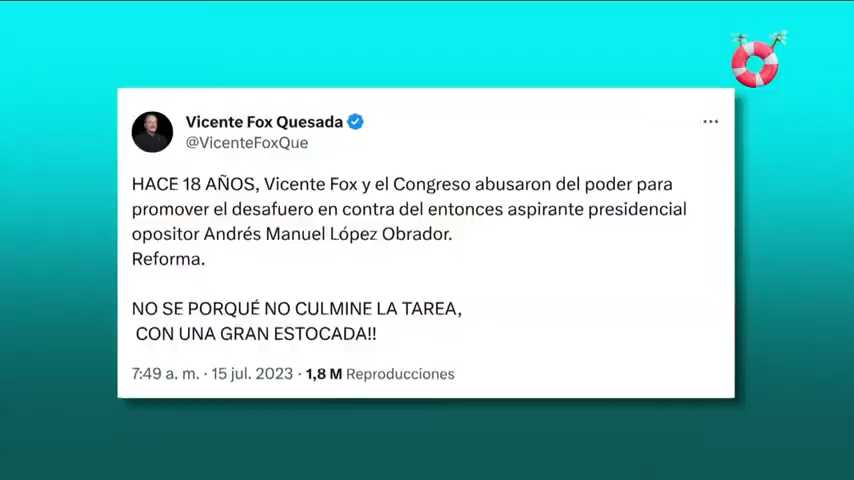 Vicente Fox Quesada
@VicenteFoxQue
HACE 18 AÑOS, Vicente Fox y el Congreso abusaron del poder para
promover el desafuero en contra del entonces aspirante presidencial
opositor Andrés Manuel López Obrador.
Reforma.
NO SE PORQUÉ NO CULMINE LA TAREA,
CON UNA GRAN ESTOCADA!!
7:49 a. m. · 15 jul. 2023 · 1,8 M Reproducciones